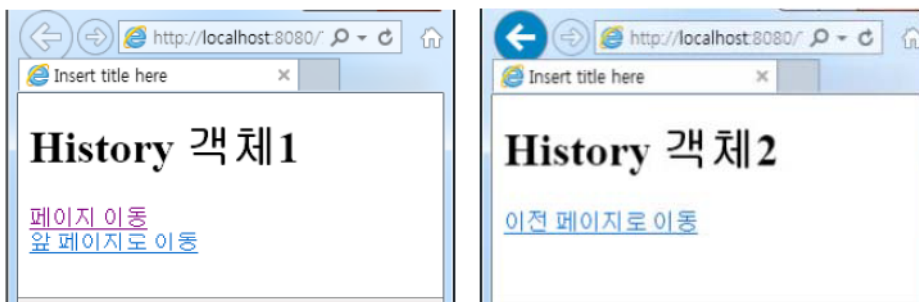 http://localhost:8080/
Insert title here
History 객체1
페이지 이동
앞 페이지로 이동
http://localhost:8080/
Insert title here
History 객체2
이전 페이지로 이동